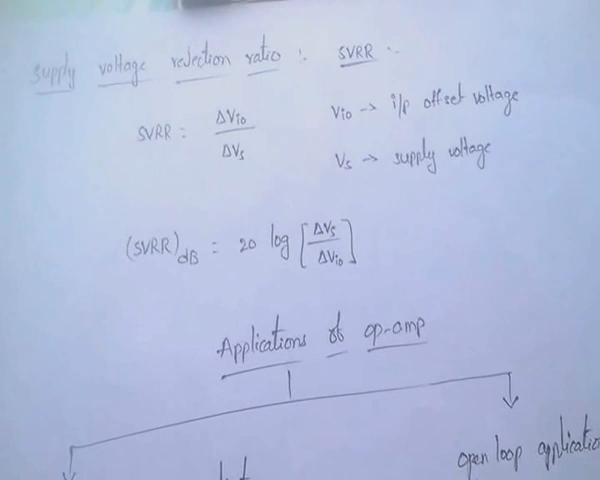 Supply voltage rejection ratio :- SVRR :-
SVRR = ΔVio / ΔVs
Vio → i/p offset voltage
Vs → supply voltage
(SVRR)dB = 20 log [ΔVs / ΔVio]
Applications of op-amp
open loop applicatio